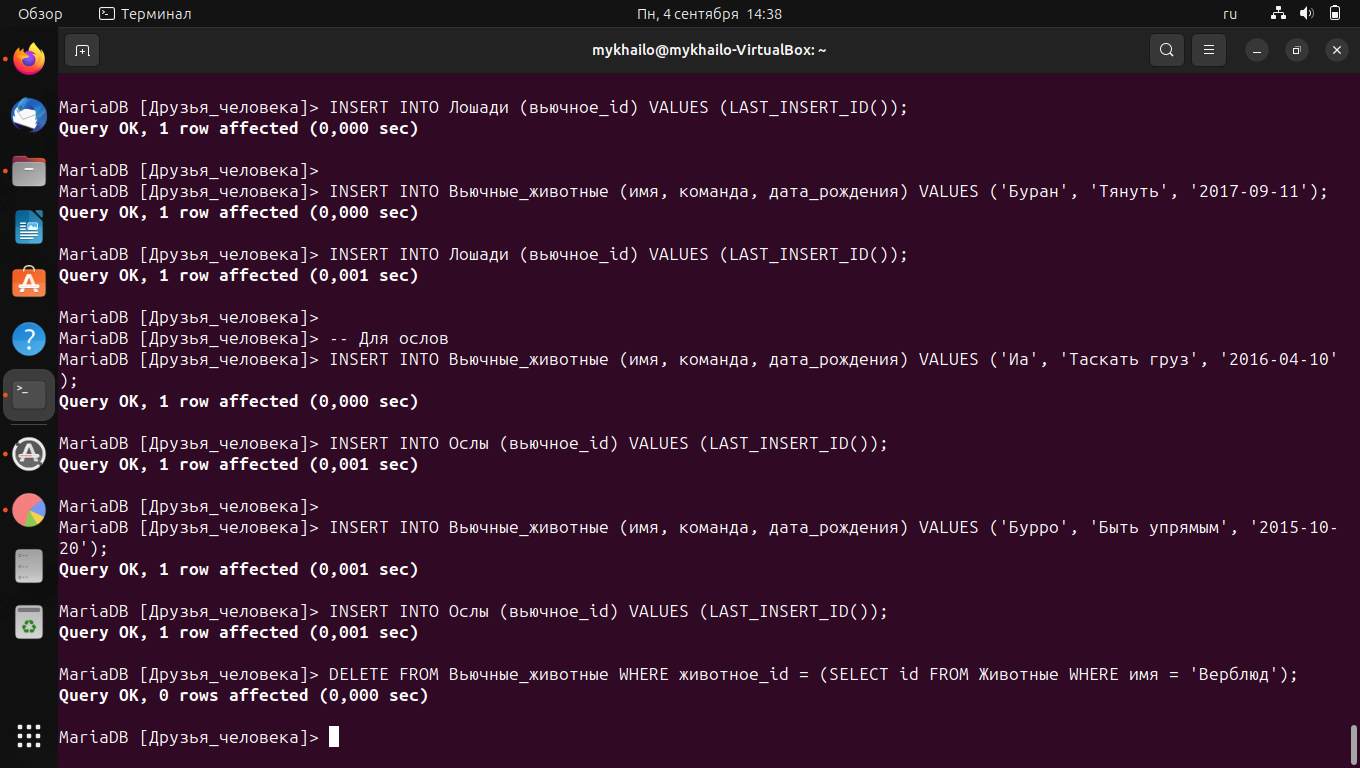 Обзор
Терминал
Пн, 4 сентября 14:38
ru
mykhailo@mykhailo-VirtualBox: ~
MariaDB [Друзья_человека]> INSERT INTO Лошади (вьючное_id) VALUES (LAST_INSERT_ID());
Query OK, 1 row affected (0,000 sec)
MariaDB [Друзья_человека]>
MariaDB [Друзья_человека]> INSERT INTO Вьючные_животные (имя, команда, дата_рождения) VALUES ('Буран', 'Тянуть', '2017-09-11');
Query OK, 1 row affected (0,000 sec)
MariaDB [Друзья_человека]> INSERT INTO Лошади (вьючное_id) VALUES (LAST_INSERT_ID());
Query OK, 1 row affected (0,001 sec)
MariaDB [Друзья_человека]>
MariaDB [Друзья_человека]> -- Для ослов
MariaDB [Друзья_человека]> INSERT INTO Вьючные_животные (имя, команда, дата_рождения) VALUES ('Иа', 'Таскать груз', '2016-04-10'
);
Query OK, 1 row affected (0,000 sec)
MariaDB [Друзья_человека]> INSERT INTO Ослы (вьючное_id) VALUES (LAST_INSERT_ID());
Query OK, 1 row affected (0,001 sec)
MariaDB [Друзья_человека]>
MariaDB [Друзья_человека]> INSERT INTO Вьючные_животные (имя, команда, дата_рождения) VALUES ('Бурро', 'Быть упрямым', '2015-10-
20');
Query OK, 1 row affected (0,001 sec)
MariaDB [Друзья_человека]> INSERT INTO Ослы (вьючное_id) VALUES (LAST_INSERT_ID());
Query OK, 1 row affected (0,001 sec)
MariaDB [Друзья_человека]> DELETE FROM Вьючные_животные WHERE животное_id = (SELECT id FROM Животные WHERE имя = 'Верблюд');
Query OK, 0 rows affected (0,000 sec)
MariaDB [Друзья_человека]>